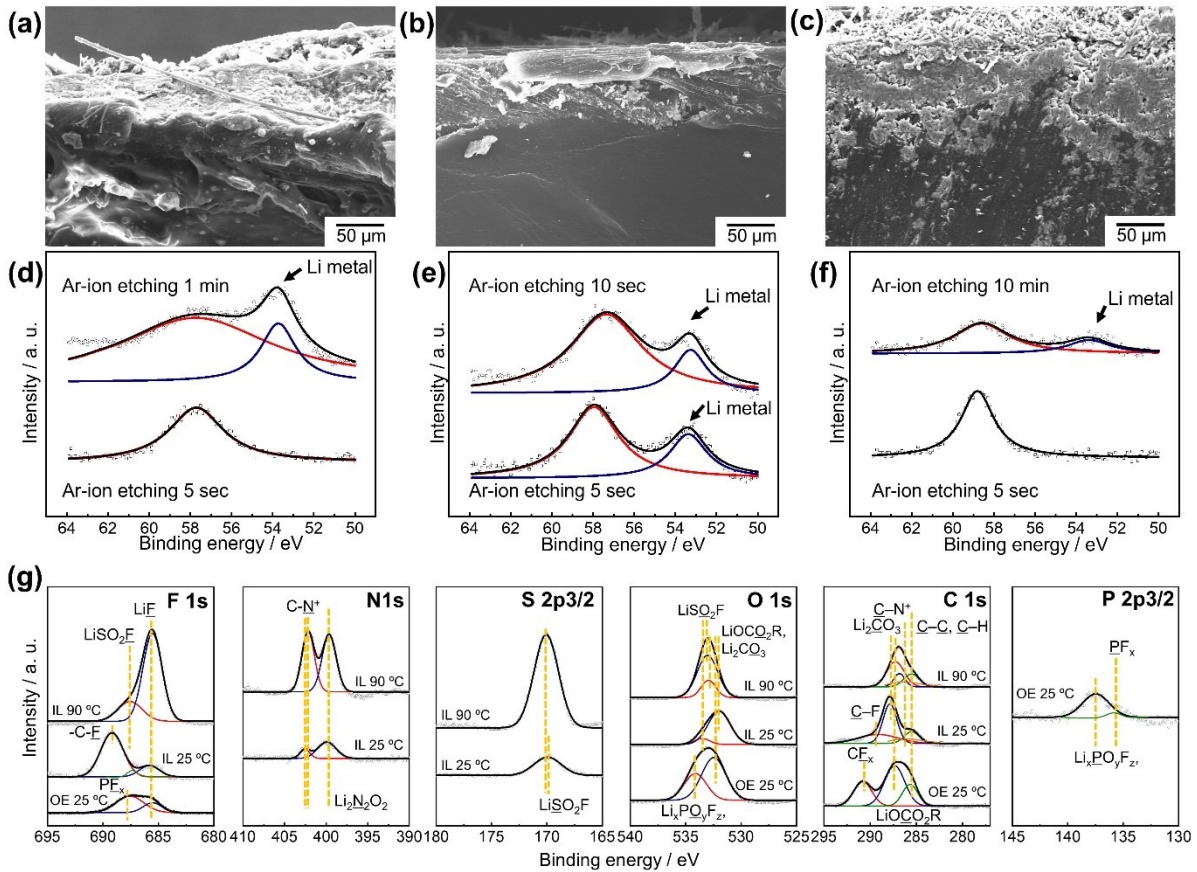 (a)
50 µm
(b)
50 µm
(c)
50 µm
(d)
Ar-ion etching 1 min
Li metal
Ar-ion etching 5 sec
Intensity / a. u.
64 62 60 58 56 54 52 50
Binding energy / eV
(e)
Ar-ion etching 10 sec
Li metal
Li metal
Ar-ion etching 5 sec
Intensity / a. u.
64 62 60 58 56 54 52 50
Binding energy / eV
(f)
Ar-ion etching 10 min
Li metal
Ar-ion etching 5 sec
Intensity / a. u.
64 62 60 58 56 54 52 50
Binding energy / eV
(g)
Intensity / a. u.
F 1s
LiF
LiSO2F
IL 90 ºC
-C-F
IL 25 ºC
PFx
OE 25 ºC
695 690 685 680
N1s
C-N+
IL 90 ºC
IL 25 ºC
Li2N2O2
410 405 400 395 390
S 2p3/2
IL 90 ºC
IL 25 ºC
LiSO2F
180 175 170 165
O 1s
LiSO2F
LiOCO2R,
Li2CO3
IL 90 ºC
IL 25 ºC
OE 25 ºC
LixPOyFz,
540 535 530 525
C 1s
C–N+
Li2CO3
C–C, C–H
IL 90 ºC
C–F
IL 25 ºC
CFx
OE 25 ºC
LiOCO2R
295 290 285 280
P 2p3/2
PFx
OE 25 ºC
LixPOyFz,
145 140 135 130
Binding energy / eV